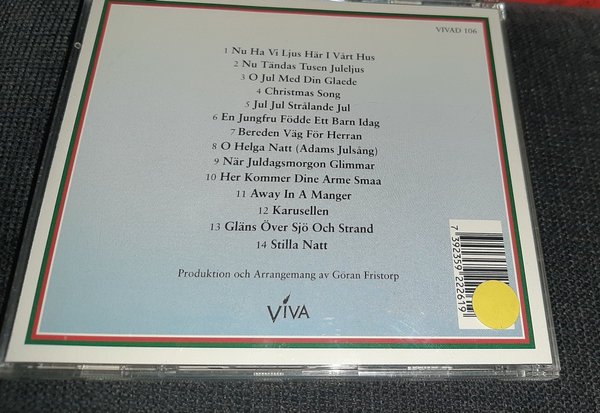 VIVAD 106
1 Nu Ha Vi Ljus Här I Vårt Hus
2 Nu Tändas Tusen Juleljus
3 O Jul Med Din Glaede
4 Christmas Song
5 Jul Jul Strålande Jul
6 En Jungfru Födde Ett Barn Idag
7 Bereden Väg För Herran
8 O Helga Natt (Adams Julsång)
9 När Juldagsmorgon Glimmar
10 Her Kommer Dine Arme Smaa
11 Away In A Manger
12 Karusellen
13 Gläns Över Sjö Och Strand
14 Stilla Natt
Produktion och Arrangemang av Göran Fristorp
VIVA
7 392359 222619